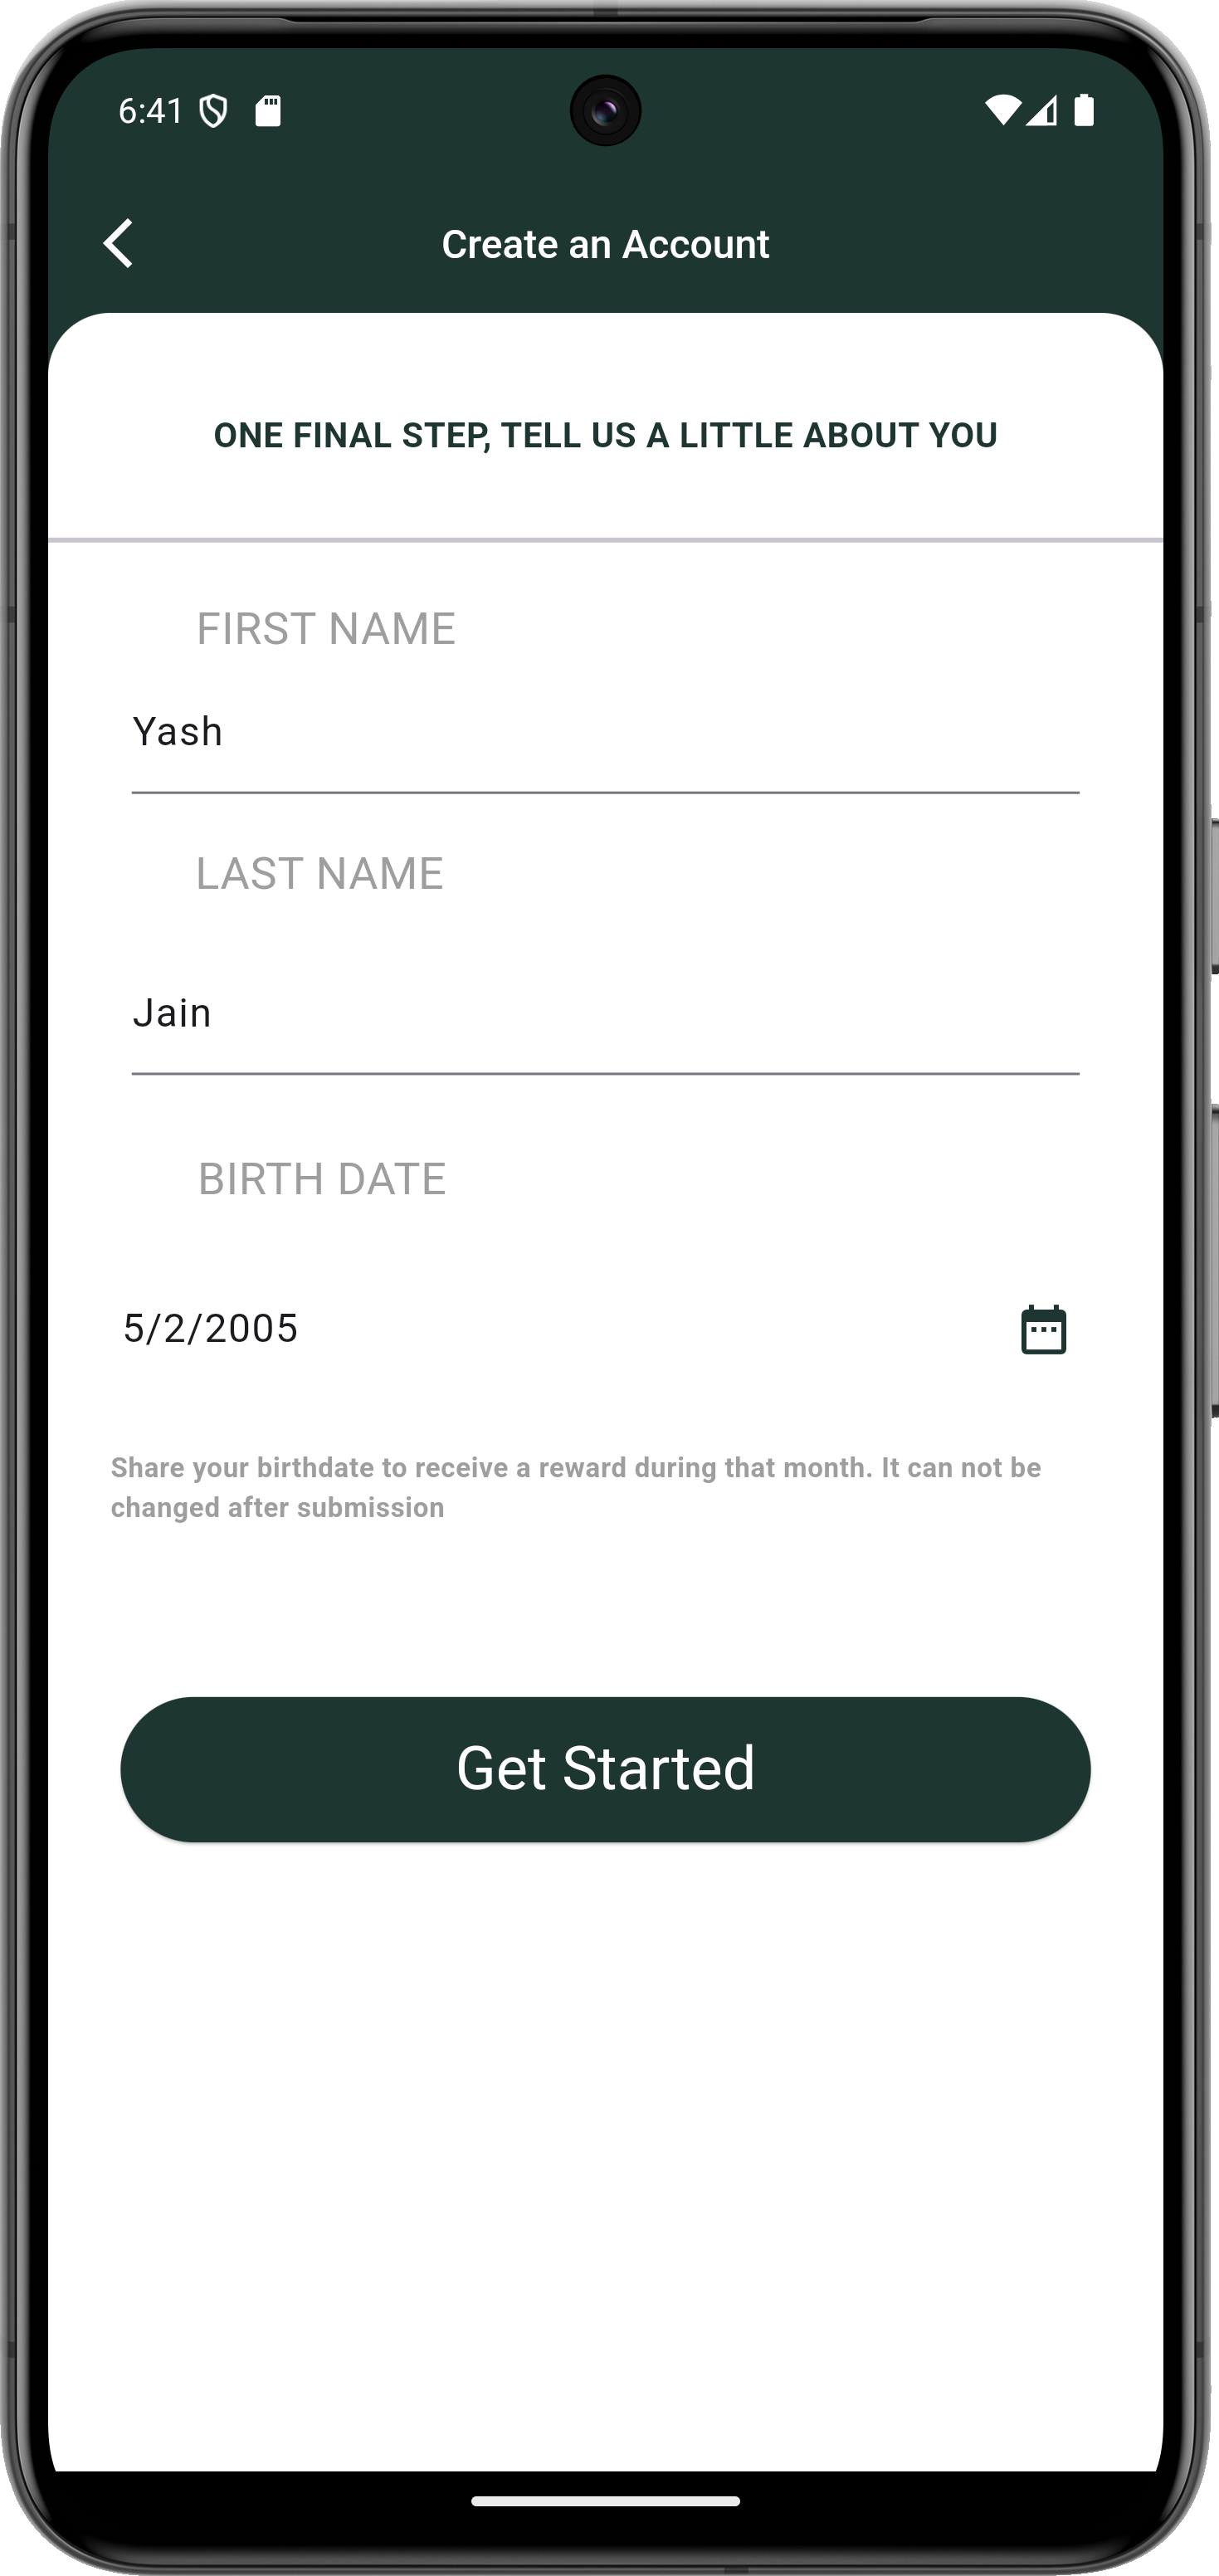 6:41
Create an Account
ONE FINAL STEP, TELL US A LITTLE ABOUT YOU
FIRST NAME
Yash
LAST NAME
Jain
BIRTH DATE
5/2/2005
Share your birthdate to receive a reward during that month. It can not be
changed after submission
Get Started